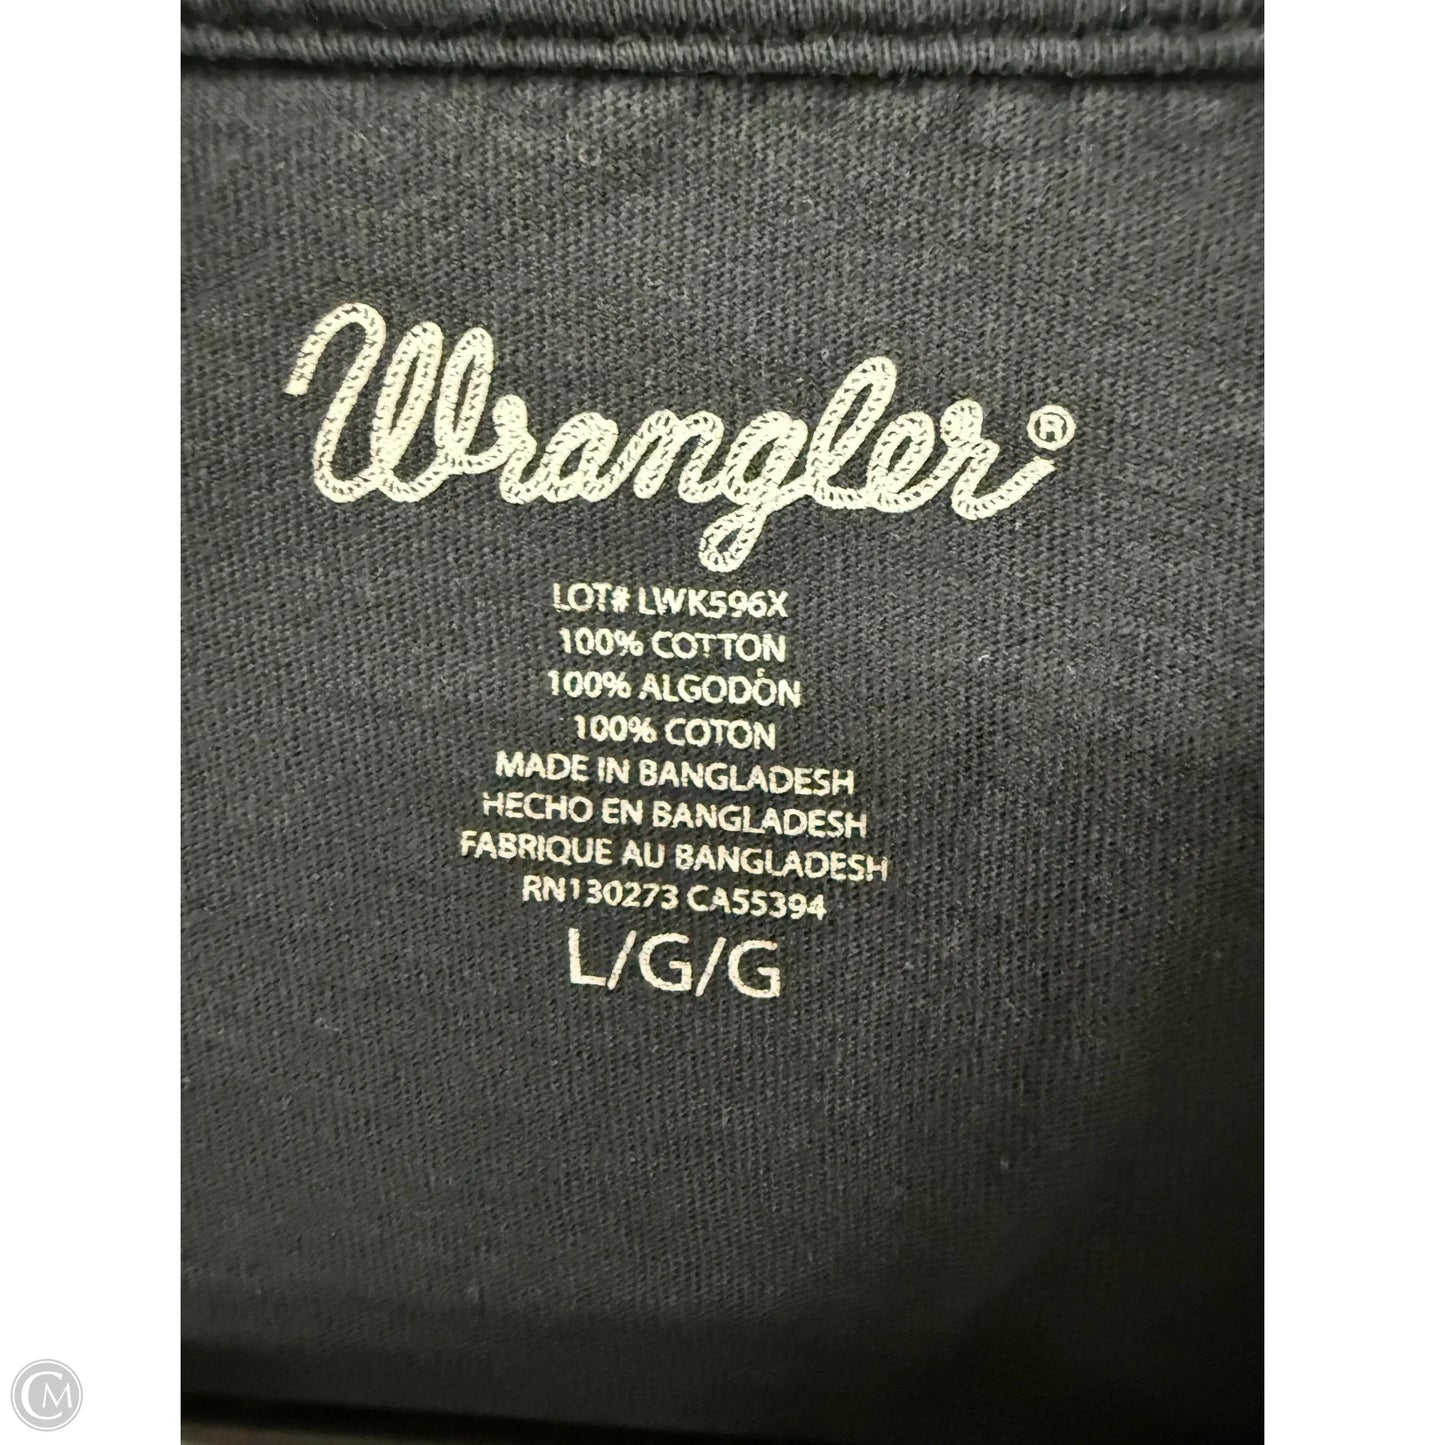 Wrangler®
LOT# LWK596X
100% COTTON
100% ALGODÓN
100% COTON
MADE IN BANGLADESH
HECHO EN BANGLADESH
FABRIQUE AU BANGLADESH
RN130273 CA55394
L/G/G
CM